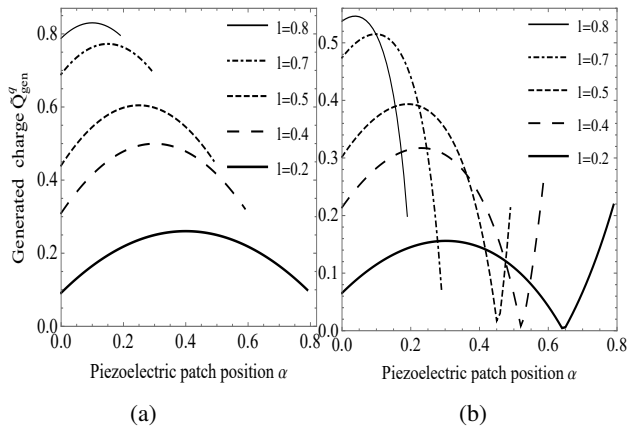 Generated charge Q̃^q_gen
0.8
0.6
0.4
0.2
0.0
0.0 0.2 0.4 0.6 0.8
Piezoelectric patch position α
l=0.8
l=0.7
l=0.5
l=0.4
l=0.2
(a)
0.5
0.4
0.3
0.2
0.1
0.0
0.0 0.2 0.4 0.6 0.8
Piezoelectric patch position α
l=0.8
l=0.7
l=0.5
l=0.4
l=0.2
(b)